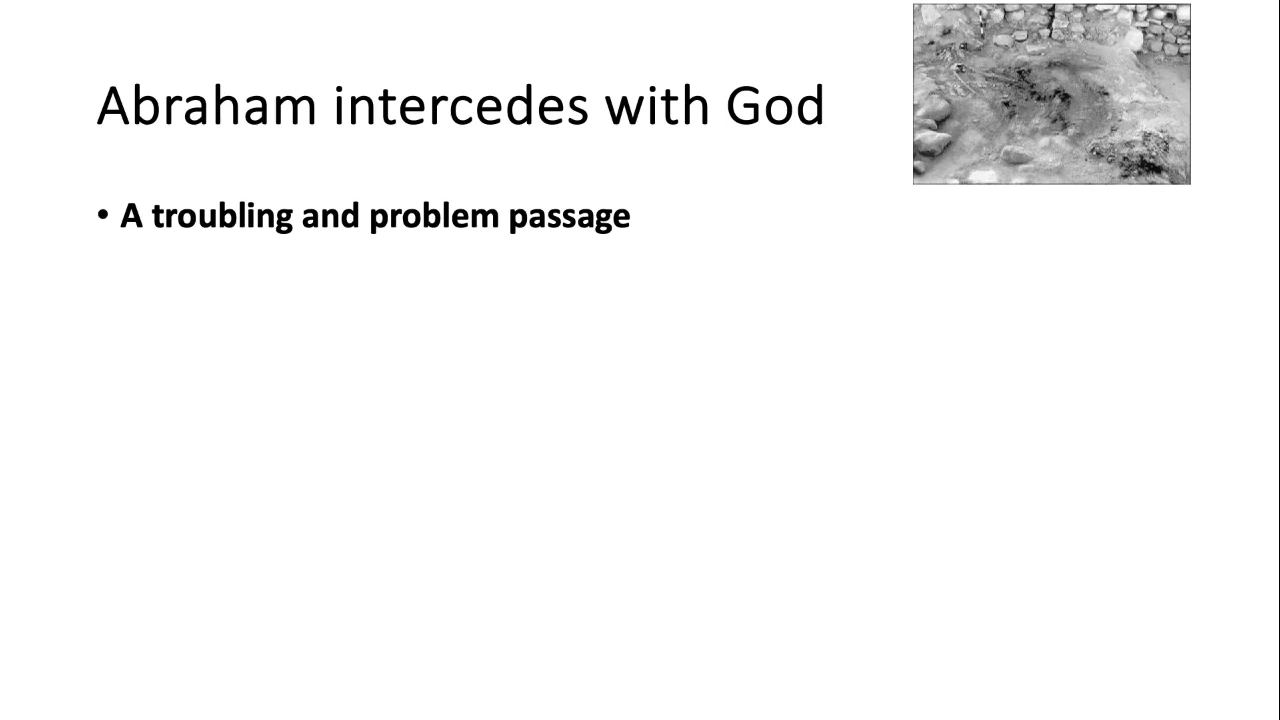 Abraham intercedes with God
• A troubling and problem passage